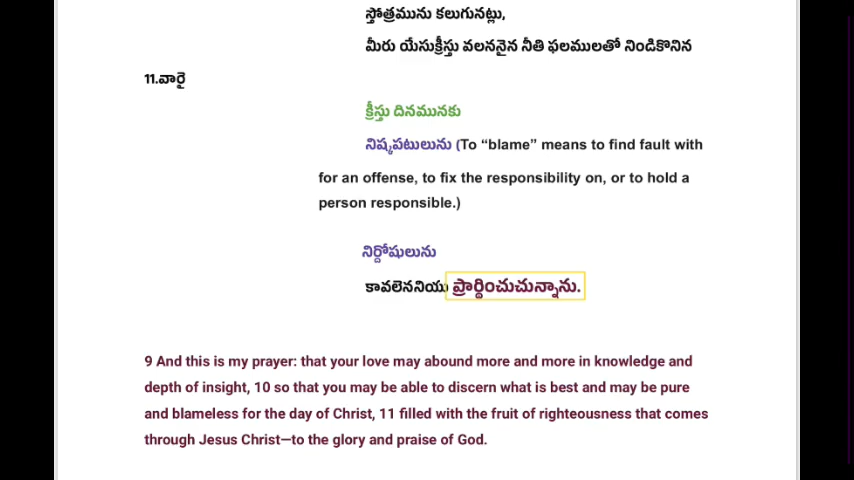 స్తోత్రమును కలుగునట్లు,
మీరు యేసుక్రీస్తు వలననైన నీతి ఫలములతో నిండికొనిన
11.వారై
క్రీస్తు దినమునకు
నిష్కపటులును (To “blame” means to find fault with
for an offense, to fix the responsibility on, or to hold a
person responsible.)
నిర్దోషులును
కావలెననియు ప్రార్థించుచున్నాను.
9 And this is my prayer: that your love may abound more and more in knowledge and
depth of insight, 10 so that you may be able to discern what is best and may be pure
and blameless for the day of Christ, 11 filled with the fruit of righteousness that comes
through Jesus Christ—to the glory and praise of God.